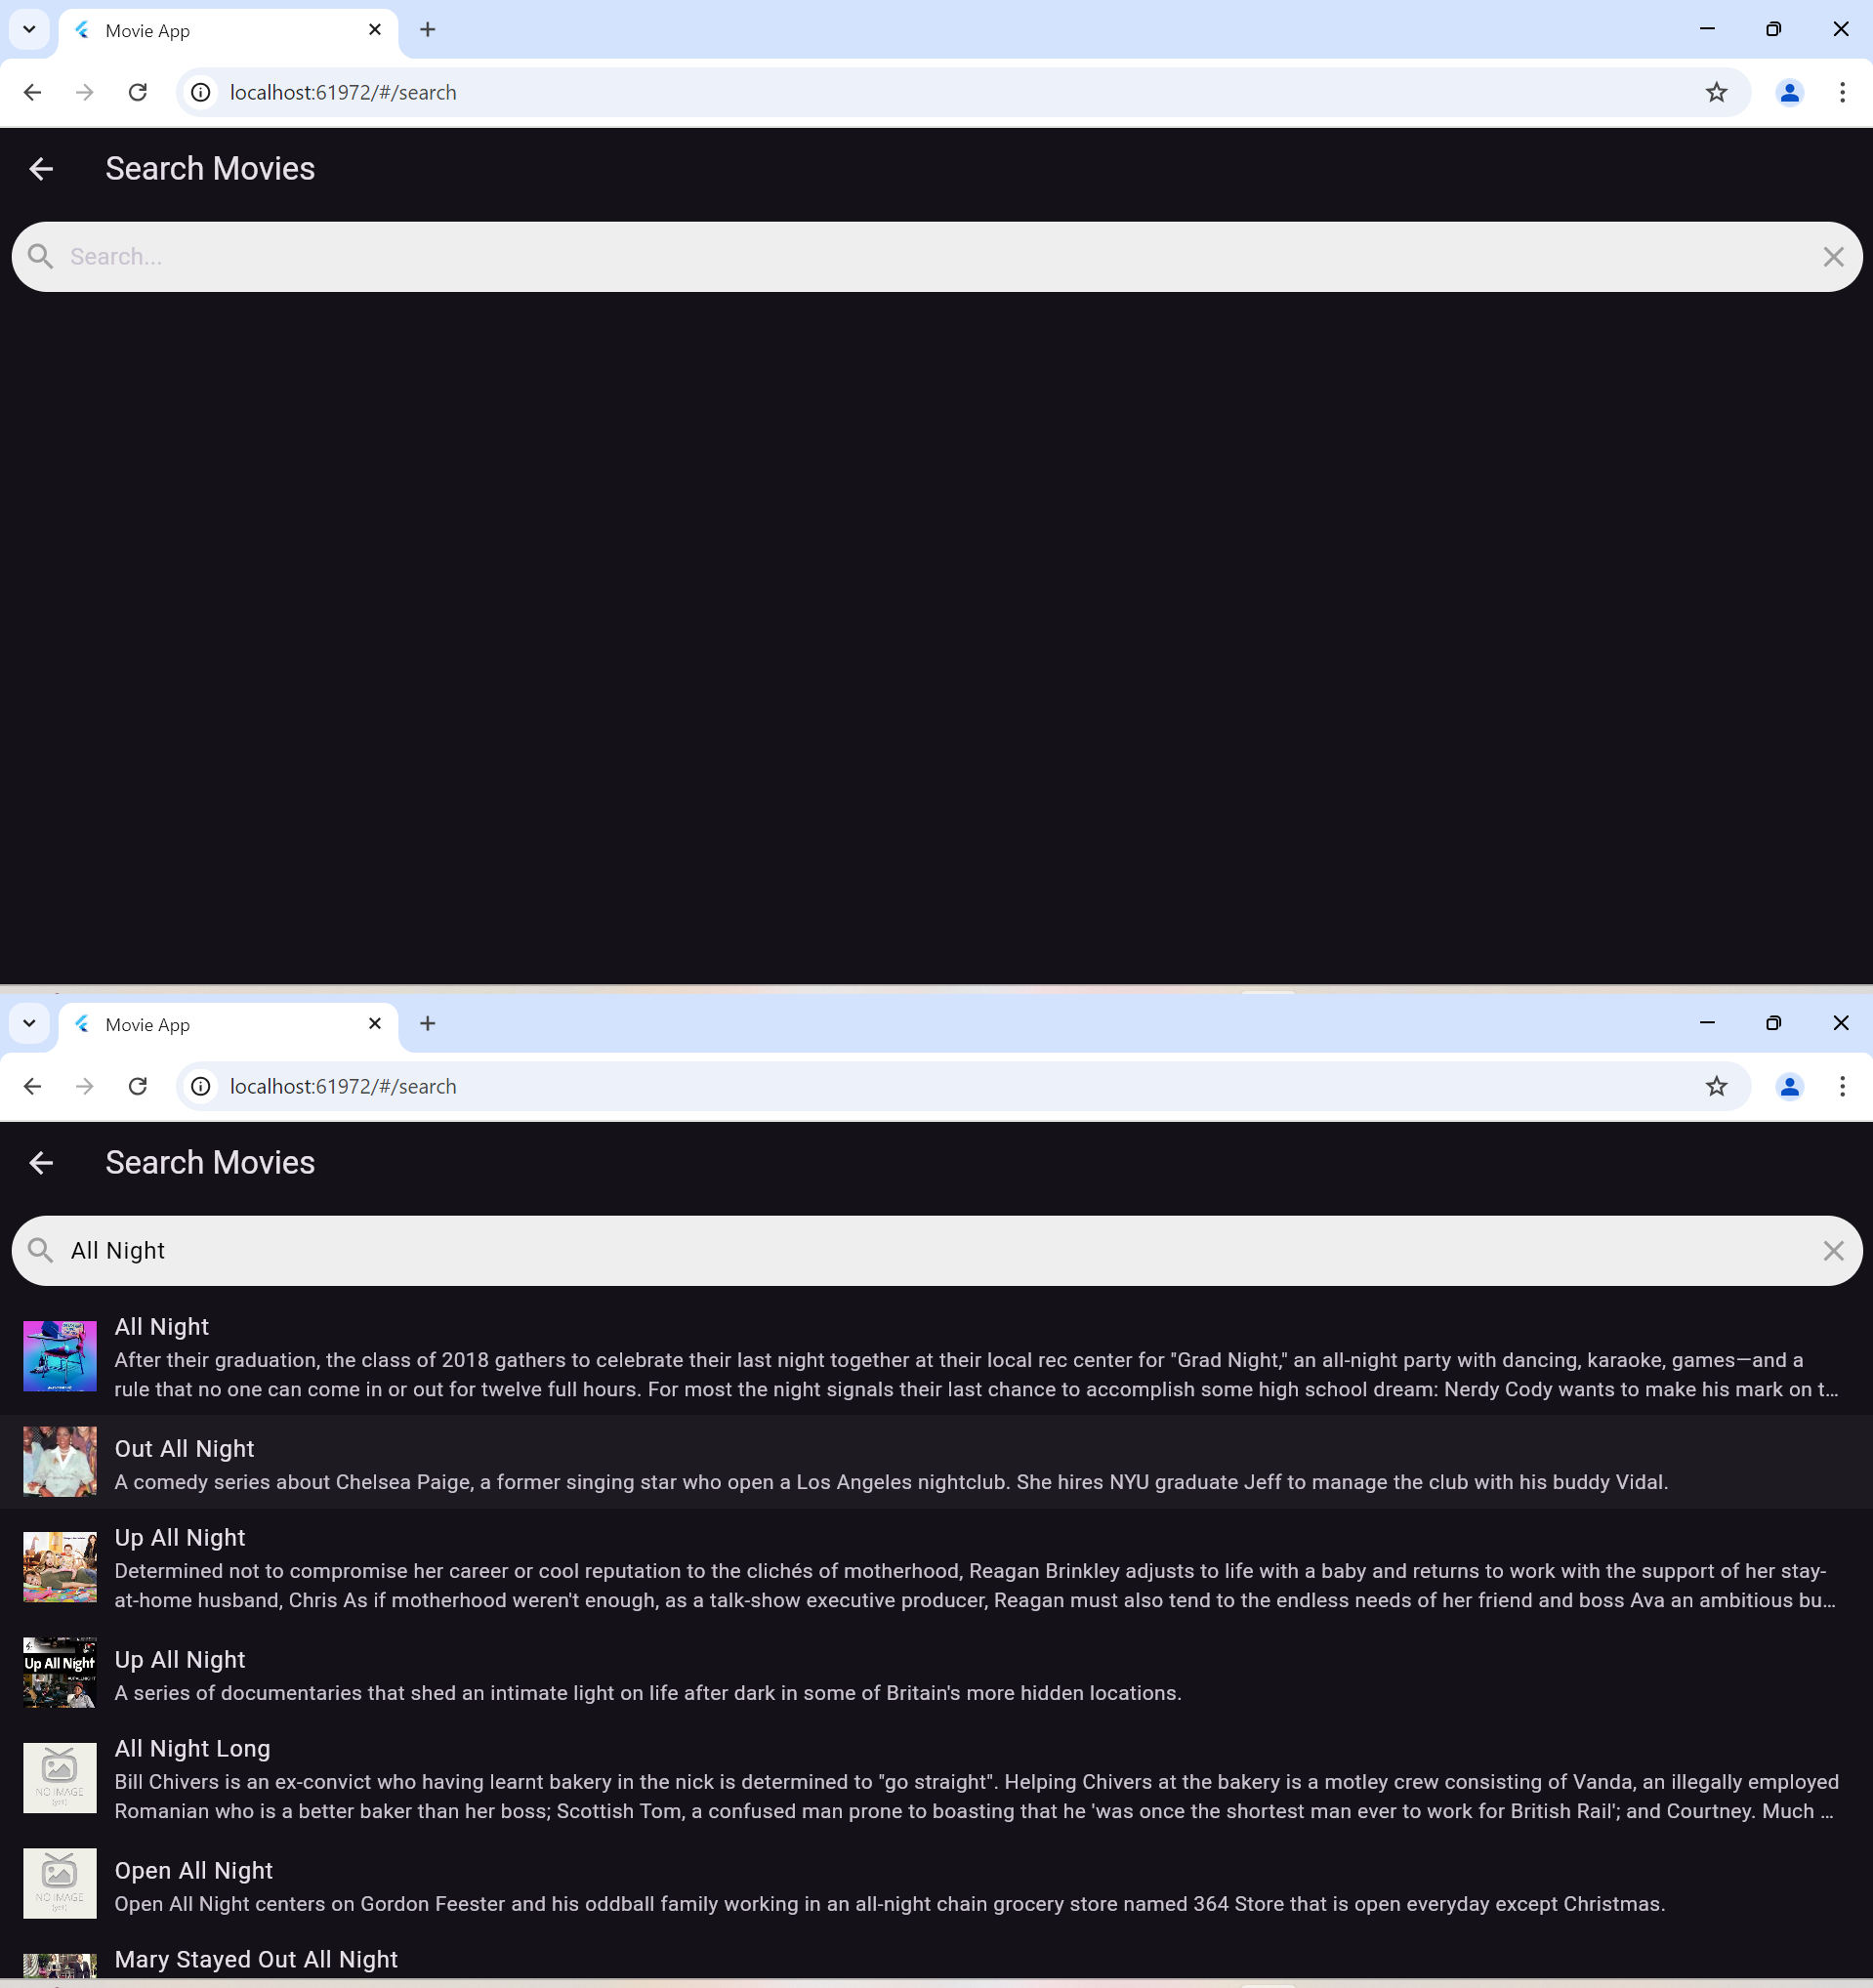 Movie App
localhost:61972/#/search
Search Movies
Search...
Movie App
localhost:61972/#/search
Search Movies
All Night
All Night
After their graduation, the class of 2018 gathers to celebrate their last night together at their local rec center for "Grad Night," an all-night party with dancing, karaoke, games—and a
rule that no one can come in or out for twelve full hours. For most the night signals their last chance to accomplish some high school dream: Nerdy Cody wants to make his mark on t...
Out All Night
A comedy series about Chelsea Paige, a former singing star who open a Los Angeles nightclub. She hires NYU graduate Jeff to manage the club with his buddy Vidal.
Up All Night
Determined not to compromise her career or cool reputation to the clichés of motherhood, Reagan Brinkley adjusts to life with a baby and returns to work with the support of her stay-
at-home husband, Chris As if motherhood weren't enough, as a talk-show executive producer, Reagan must also tend to the endless needs of her friend and boss Ava an ambitious bu...
Up All Night
Up All Night
A series of documentaries that shed an intimate light on life after dark in some of Britain's more hidden locations.
NO IMAGE
(yet)
All Night Long
Bill Chivers is an ex-convict who having learnt bakery in the nick is determined to "go straight". Helping Chivers at the bakery is a motley crew consisting of Vanda, an illegally employed
Romanian who is a better baker than her boss; Scottish Tom, a confused man prone to boasting that he 'was once the shortest man ever to work for British Rail'; and Courtney. Much ...
NO IMAGE
(yet)
Open All Night
Open All Night centers on Gordon Feester and his oddball family working in an all-night chain grocery store named 364 Store that is open everyday except Christmas.
Mary Stayed Out All Night